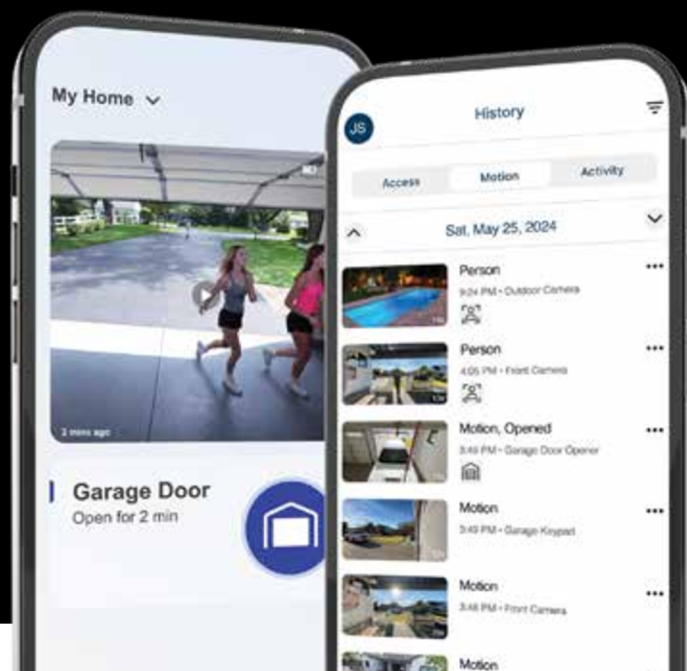 My Home
2 mins ago
Garage Door
Open for 2 min
JS
History
Access
Motion
Activity
Sat, May 25, 2024
Person
9:24 PM • Outdoor Camera
Person
4:05 PM • Front Camera
Motion, Opened
3:49 PM • Garage Door Opener
Motion
3:49 PM • Garage Keypad
Motion
3:48 PM • Front Camera
Motion